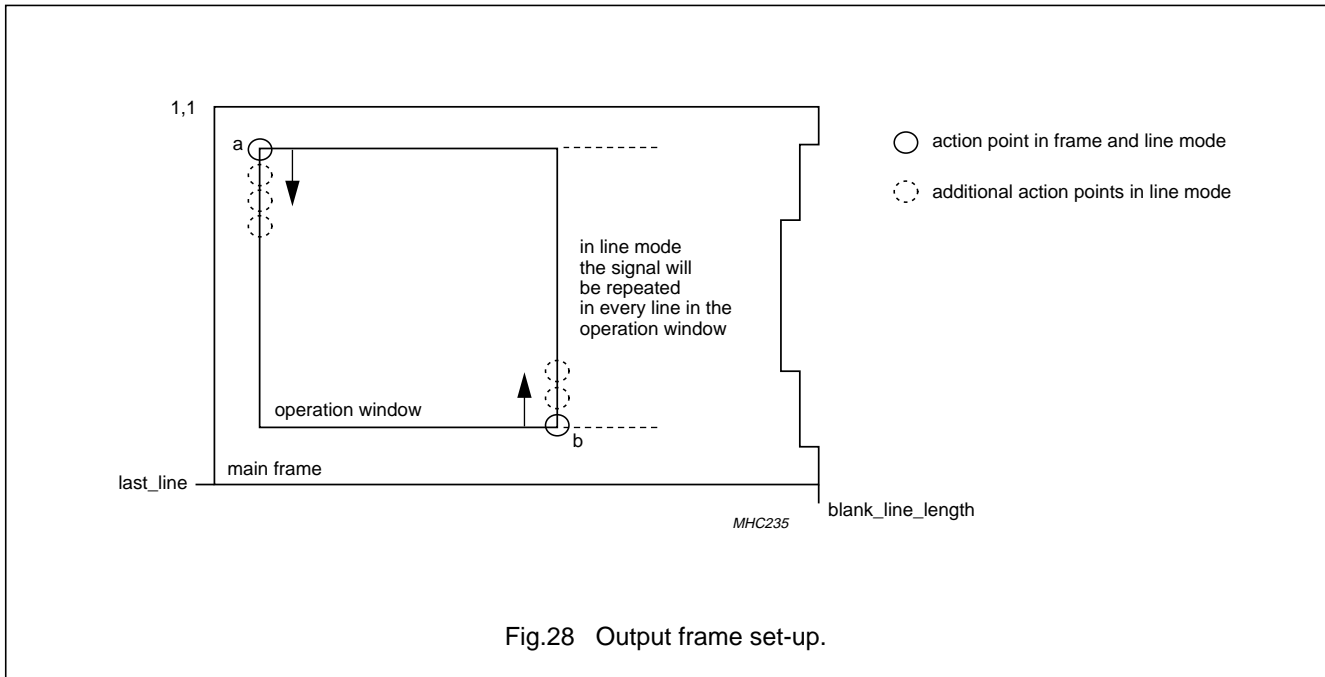 1,1
a
action point in frame and line mode
additional action points in line mode
in line mode
the signal will
be repeated
in every line in the
operation window
operation window
b
main frame
last_line
blank_line_length
MHC235
Fig.28 Output frame set-up.